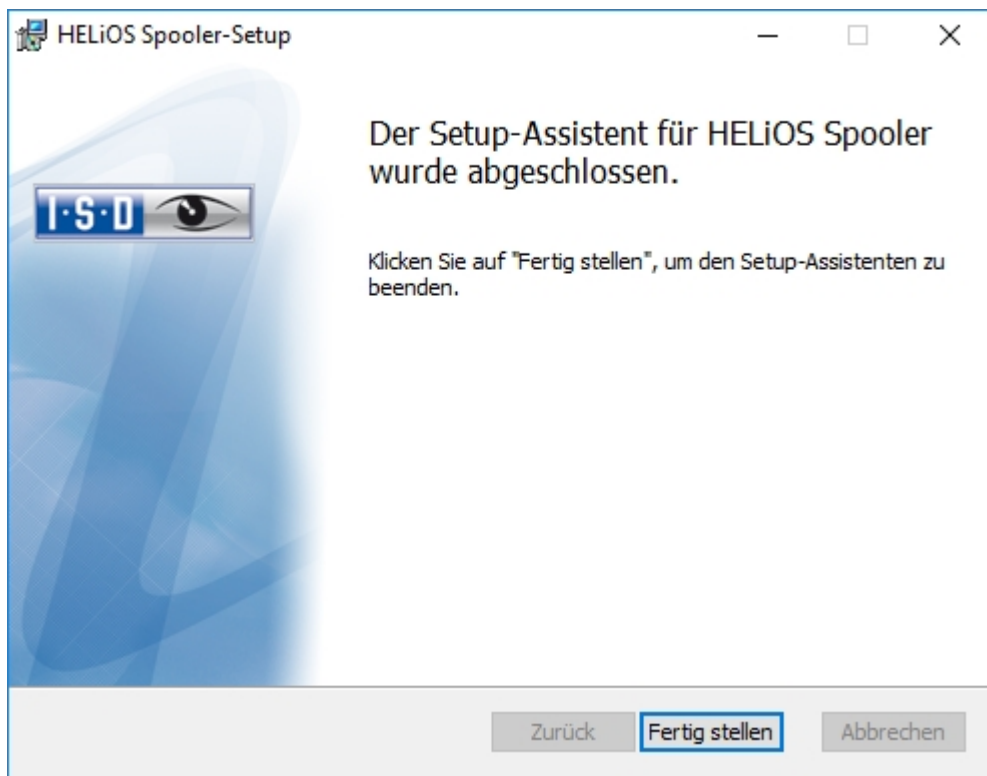 HELiOS Spooler-Setup
I·S·D
Der Setup-Assistent für HELiOS Spooler
wurde abgeschlossen.
Klicken Sie auf "Fertig stellen", um den Setup-Assistenten zu
beenden.
Zurück Fertig stellen Abbrechen